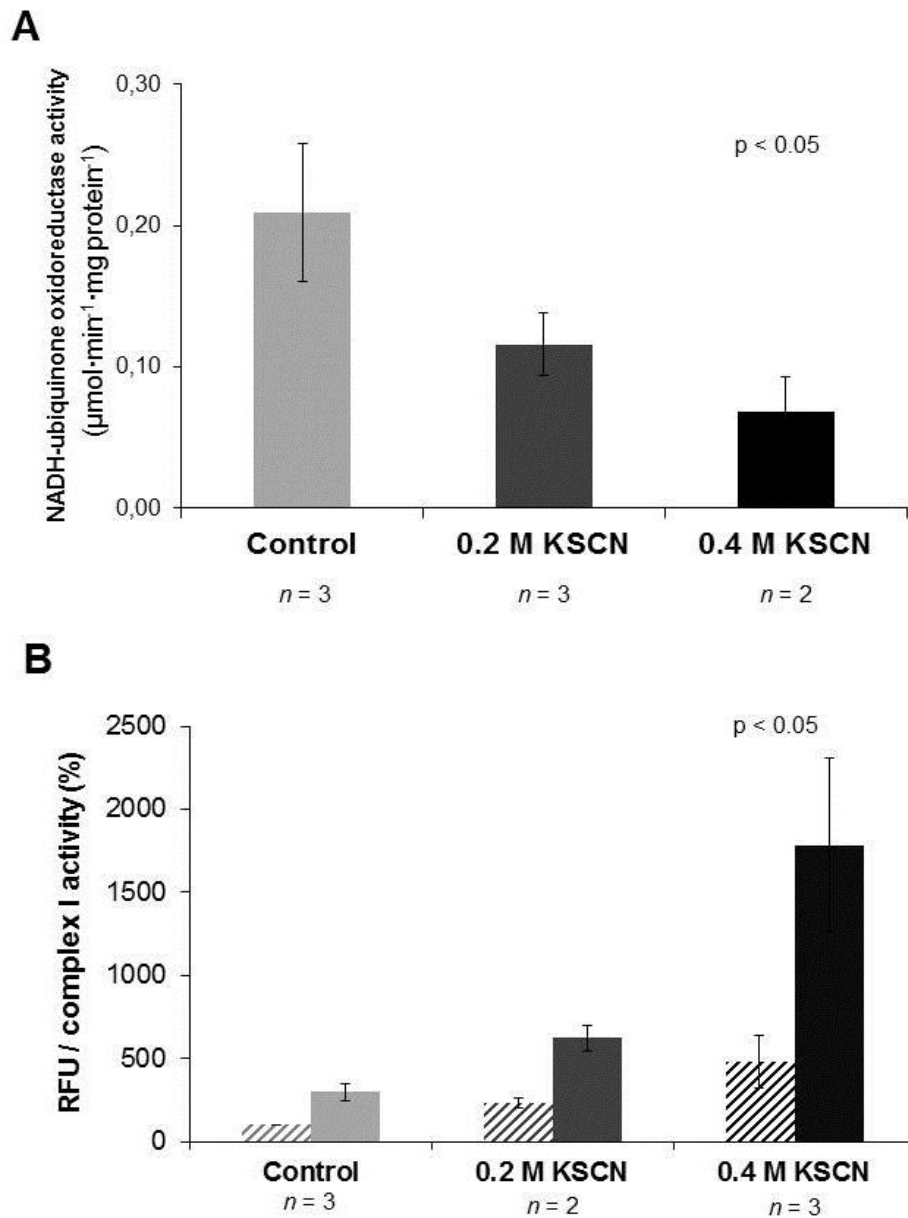 A
NADH-ubiquinone oxidoreductase activity
(µmol·min⁻¹·mg protein⁻¹)
0,30
0,20
0,10
0,00
p < 0.05
Control
0.2 M KSCN
0.4 M KSCN
n = 3
n = 3
n = 2
B
RFU / complex I activity (%)
2500
2000
1500
1000
500
0
p < 0.05
Control
0.2 M KSCN
0.4 M KSCN
n = 3
n = 2
n = 3